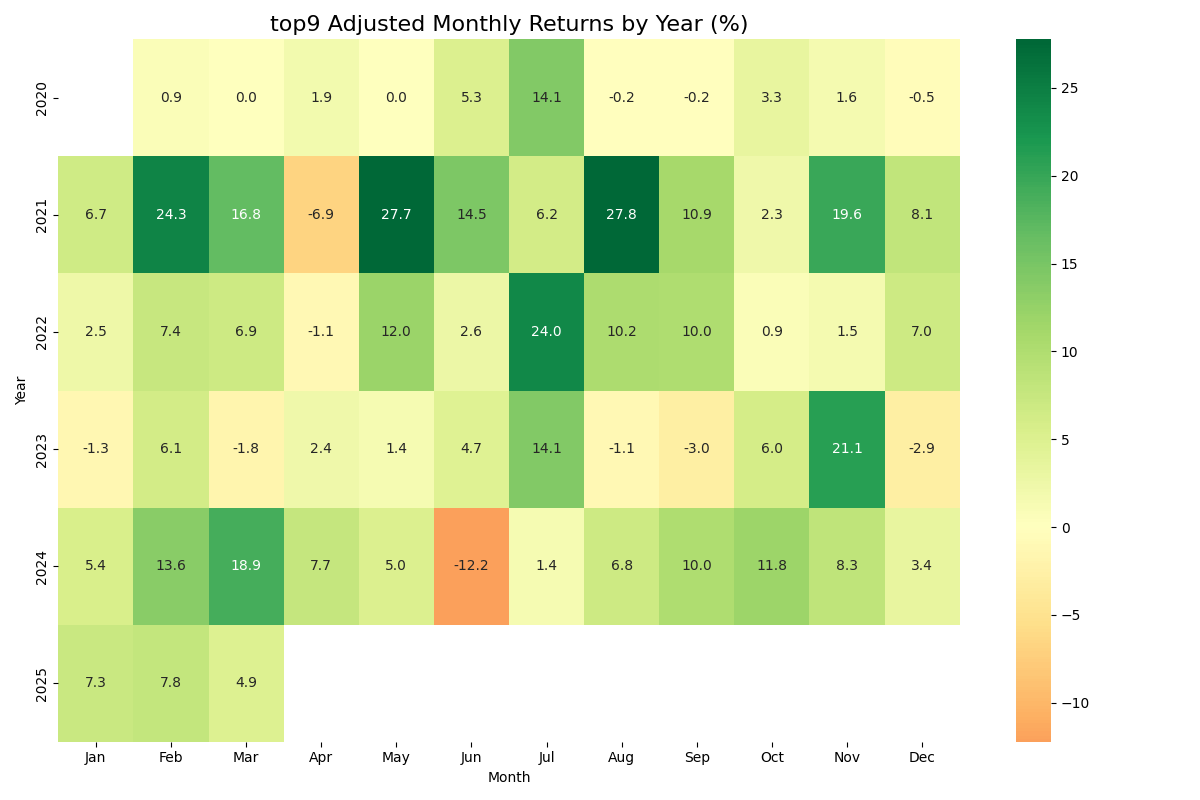 top9 Adjusted Monthly Returns by Year (%)
2020 0.9 0.0 1.9 0.0 5.3 14.1 -0.2 -0.2 3.3 1.6 -0.5
2021 6.7 24.3 16.8 -6.9 27.7 14.5 6.2 27.8 10.9 2.3 19.6 8.1
2022 2.5 7.4 6.9 -1.1 12.0 2.6 24.0 10.2 10.0 0.9 1.5 7.0
Year
2023 -1.3 6.1 -1.8 2.4 1.4 4.7 14.1 -1.1 -3.0 6.0 21.1 -2.9
2024 5.4 13.6 18.9 7.7 5.0 -12.2 1.4 6.8 10.0 11.8 8.3 3.4
2025 7.3 7.8 4.9
Jan Feb Mar Apr May Jun Jul Aug Sep Oct Nov Dec
Month
25
20
15
10
5
0
−5
−10